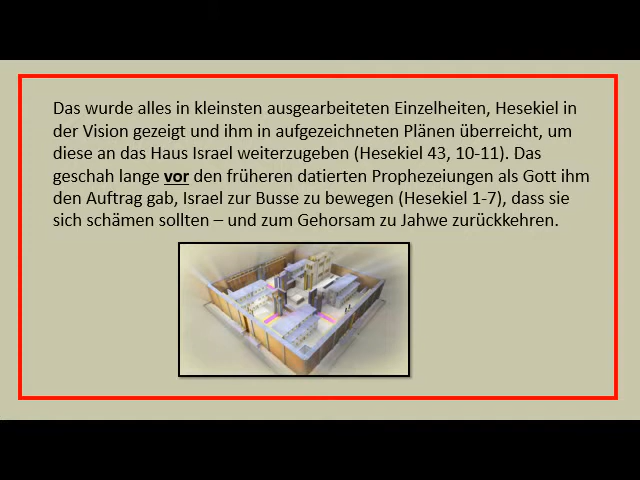 Das wurde alles in kleinsten ausgearbeiteten Einzelheiten, Hesekiel in
der Vision gezeigt und ihm in aufgezeichneten Plänen überreicht, um
diese an das Haus Israel weiterzugeben (Hesekiel 43, 10-11). Das
geschah lange vor den früheren datierten Prophezeiungen als Gott ihm
den Auftrag gab, Israel zur Busse zu bewegen (Hesekiel 1-7), dass sie
sich schämen sollten – und zum Gehorsam zu Jahwe zurückkehren.